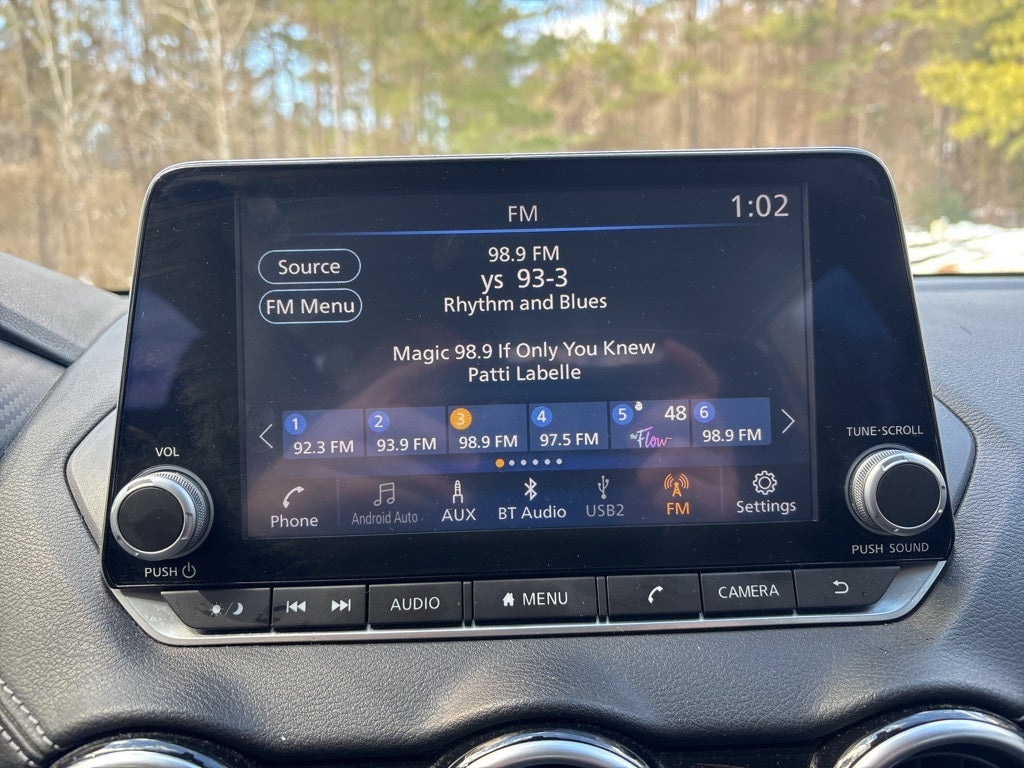 FM
1:02
Source
FM Menu
98.9 FM
ys 93-3
Rhythm and Blues
Magic 98.9 If Only You Knew
Patti Labelle
1
92.3 FM
2
93.9 FM
3
98.9 FM
4
97.5 FM
5
48
the Flow
6
98.9 FM
Phone
Android Auto
AUX
BT Audio
USB2
FM
Settings
VOL
PUSH
TUNE·SCROLL
PUSH SOUND
AUDIO
MENU
CAMERA